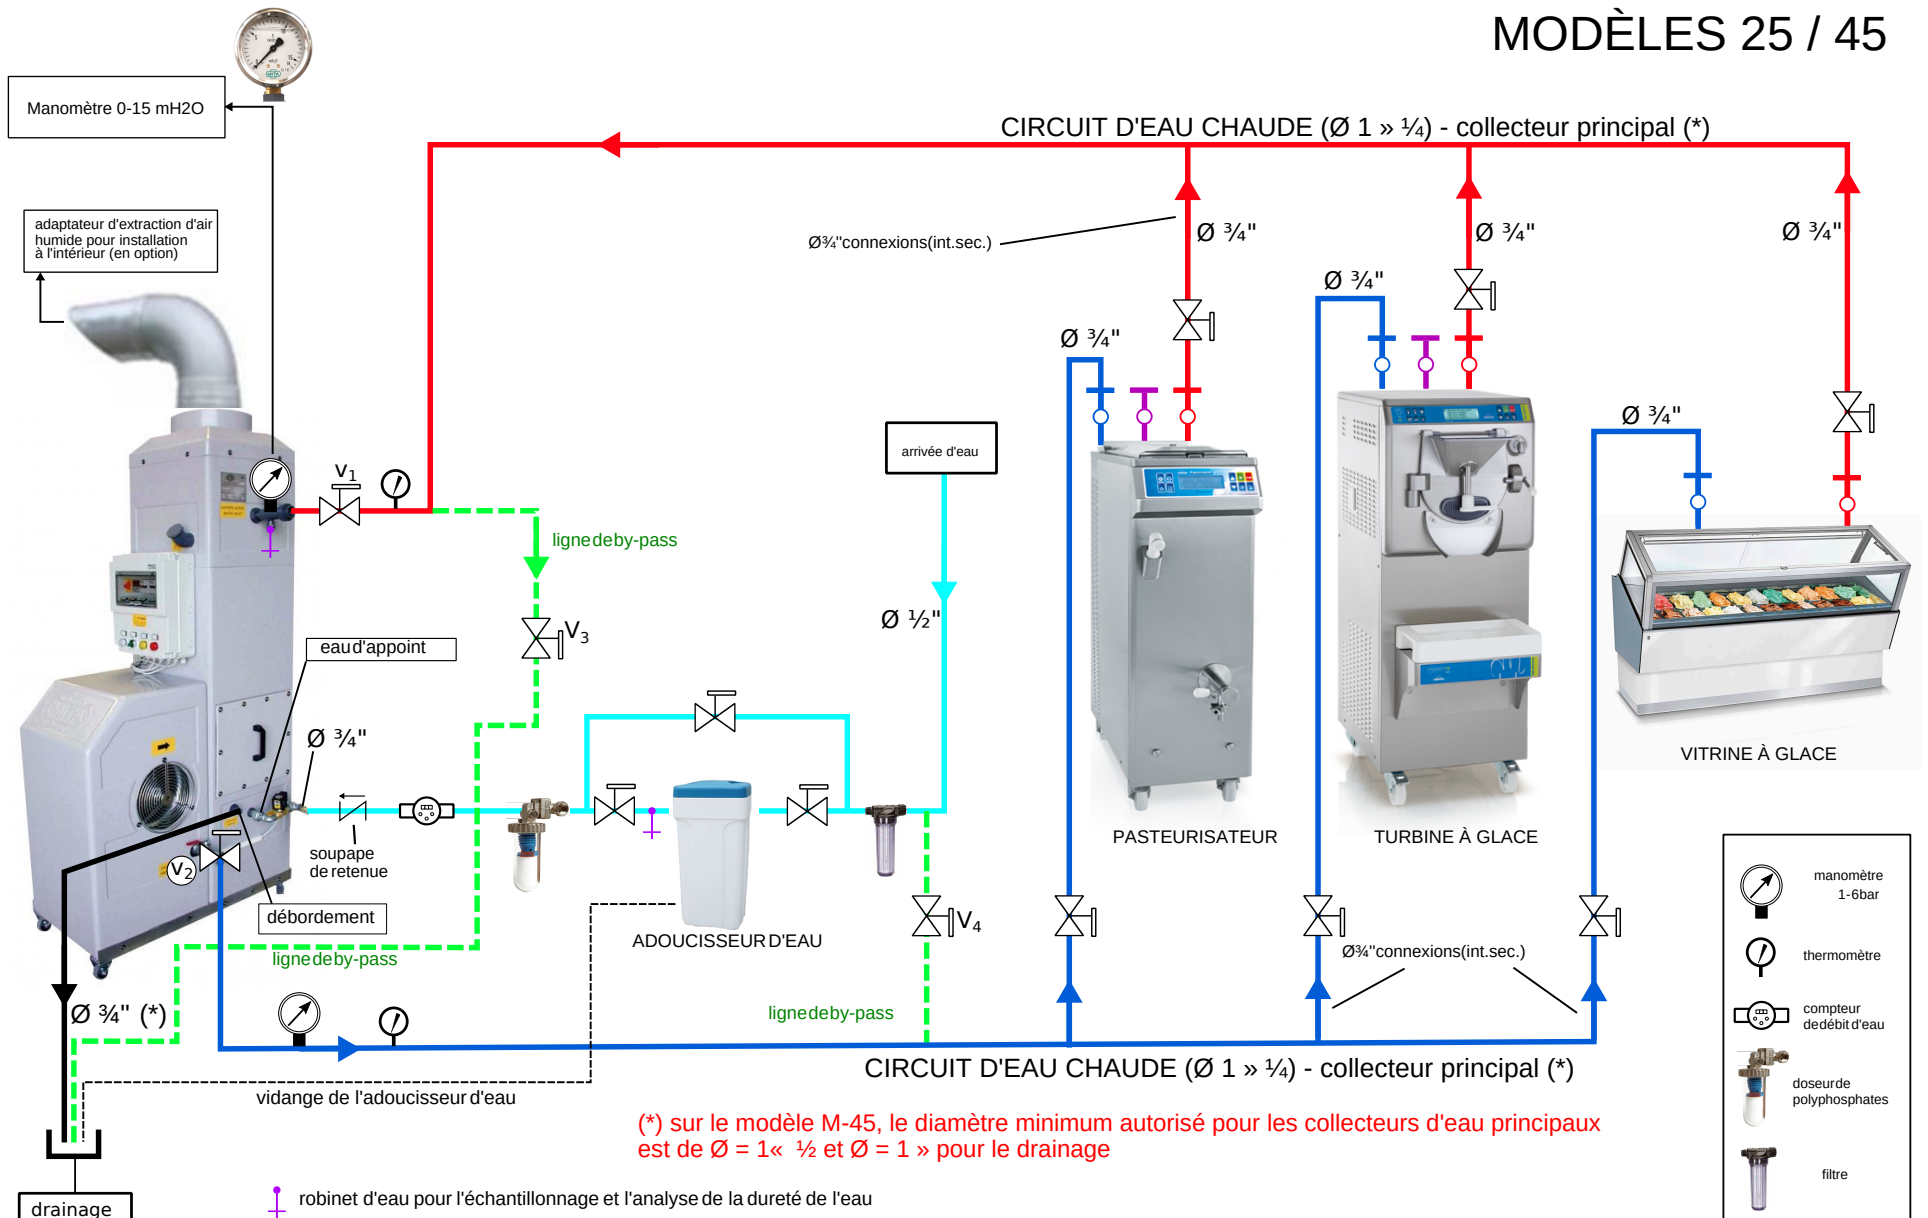 MODÈLES 25 / 45
Manomètre 0-15 mH2O
CIRCUIT D'EAU CHAUDE (Ø 1 » ¼) - collecteur principal (*)
adaptateur d'extraction d'air
humide pour installation
à l'intérieur (en option)
Ø¾"connexions(int.sec.)
Ø ¾"
Ø ¾"
Ø ¾"
Ø ¾"
Ø ¾"
Ø ¾"
arrivée d'eau
V1
lignedeby-pass
Ø ½"
V3
eaud'appoint
Ø ¾"
VITRINE À GLACE
PASTEURISATEUR
TURBINE À GLACE
soupape
de retenue
V2
débordement
ADOUCISSEUR D'EAU
V4
lignedeby-pass
Ø¾"connexions(int.sec.)
Ø ¾" (*)
lignedeby-pass
CIRCUIT D'EAU CHAUDE (Ø 1 » ¼) - collecteur principal (*)
vidange de l'adoucisseur d'eau
(*) sur le modèle M-45, le diamètre minimum autorisé pour les collecteurs d'eau principaux
est de Ø = 1« ½ et Ø = 1 » pour le drainage
robinet d'eau pour l'échantillonnage et l'analyse de la dureté de l'eau
drainage
manomètre
1-6bar
thermomètre
compteur
dedébit d'eau
doseur de
polyphosphates
filtre